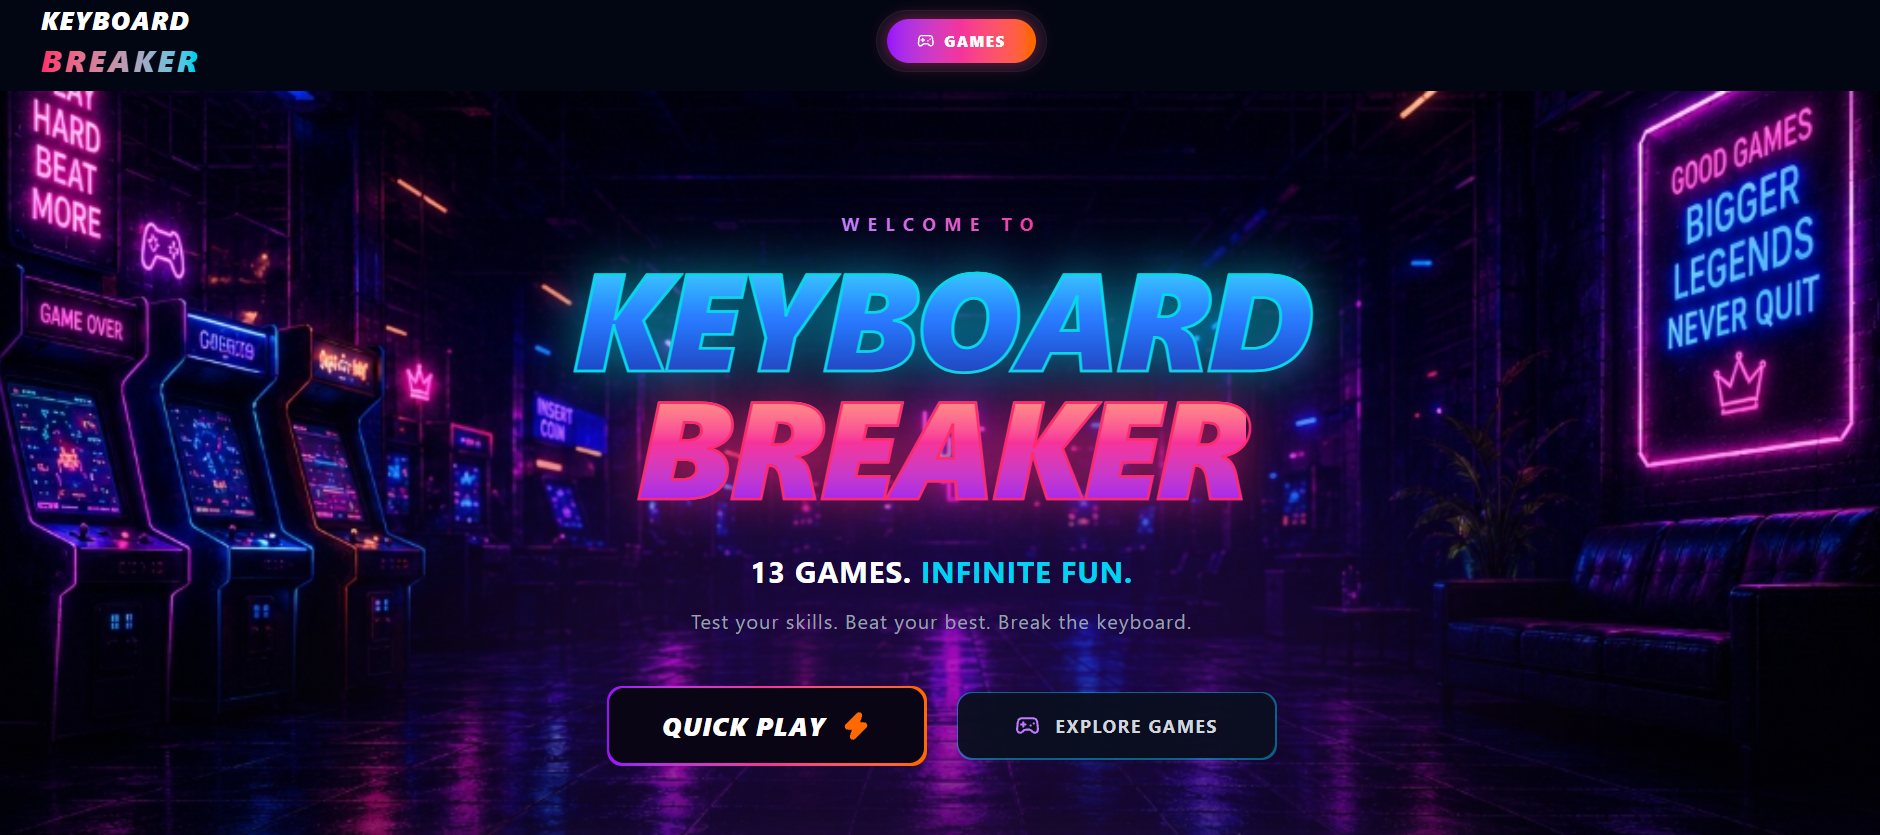 KEYBOARD
BREAKER
GAMES
HARD
BEAT
MORE
GAME OVER
INSERT
COIN
WELCOME TO
KEYBOARD
BREAKER
13 GAMES. INFINITE FUN.
Test your skills. Beat your best. Break the keyboard.
QUICK PLAY
EXPLORE GAMES
GOOD GAMES
BIGGER
LEGENDS
NEVER QUIT